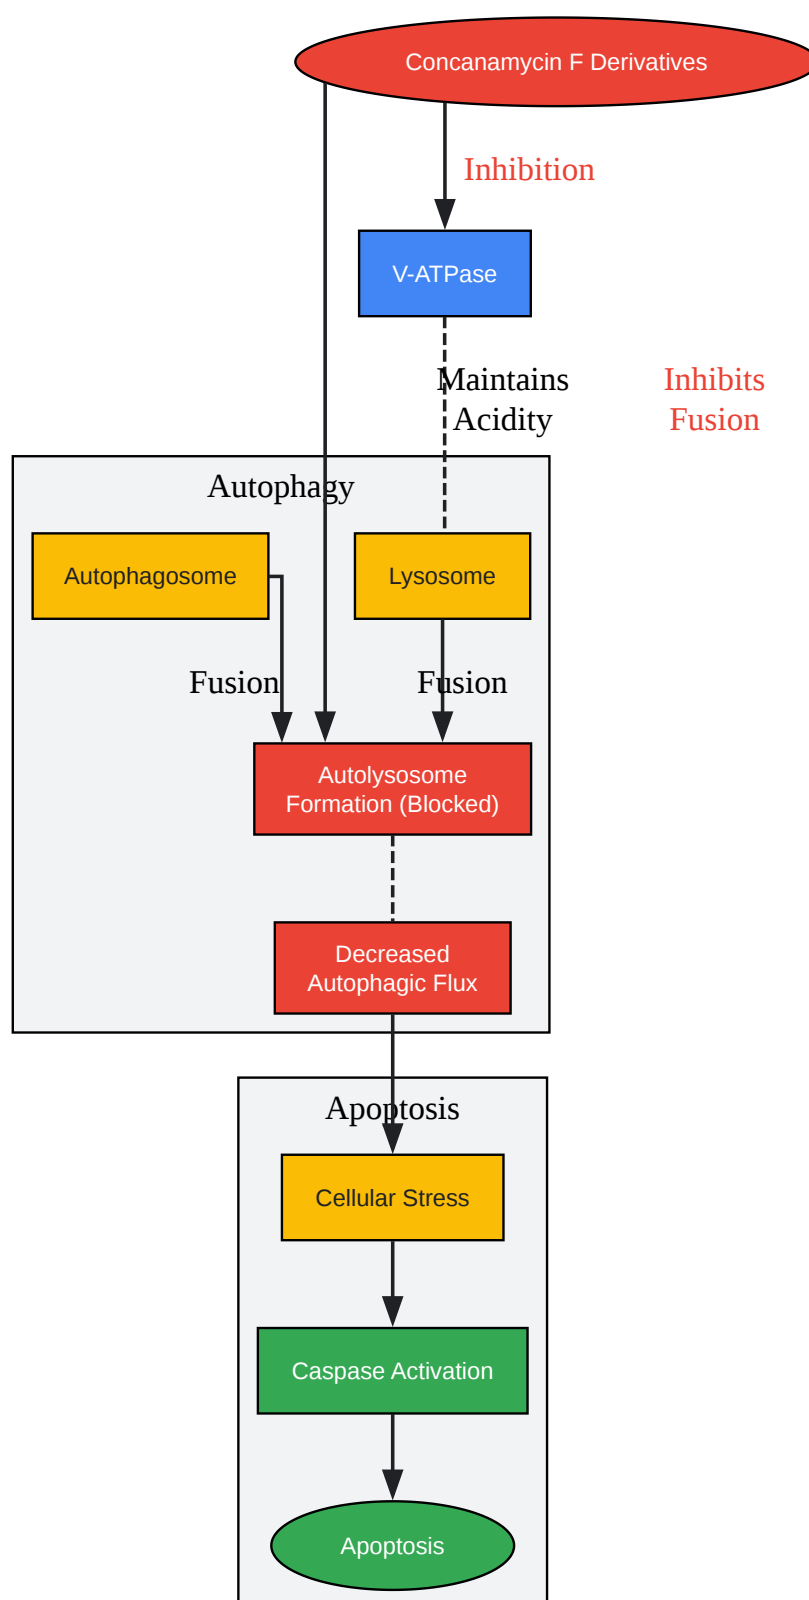 Concanamycin F Derivatives
Inhibition
V-ATPase
Maintains
Acidity
Inhibits
Fusion
Autophagy
Autophagosome
Lysosome
Fusion
Fusion
Autolysosome
Formation (Blocked)
Decreased
Autophagic Flux
Apoptosis
Cellular Stress
Caspase Activation
Apoptosis